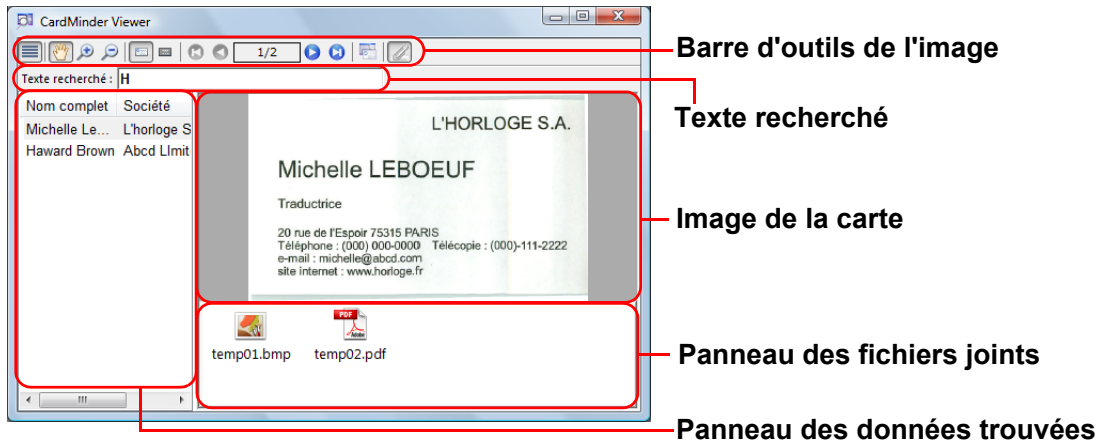 CardMinder Viewer
1/2
Barre d'outils de l'image
Texte recherché : H
Texte recherché
Nom complet Société
Michelle Le... L'horloge S
Haward Brown Abcd LImit
L'HORLOGE S.A.
Michelle LEBOEUF
Traductrice
20 rue de l'Espoir 75315 PARIS
Téléphone : (000) 000-0000 Télécopie : (000)-111-2222
e-mail : michelle@abcd.com
site internet : www.horloge.fr
Image de la carte
PDF
Adobe
temp01.bmp temp02.pdf
Panneau des fichiers joints
Panneau des données trouvées